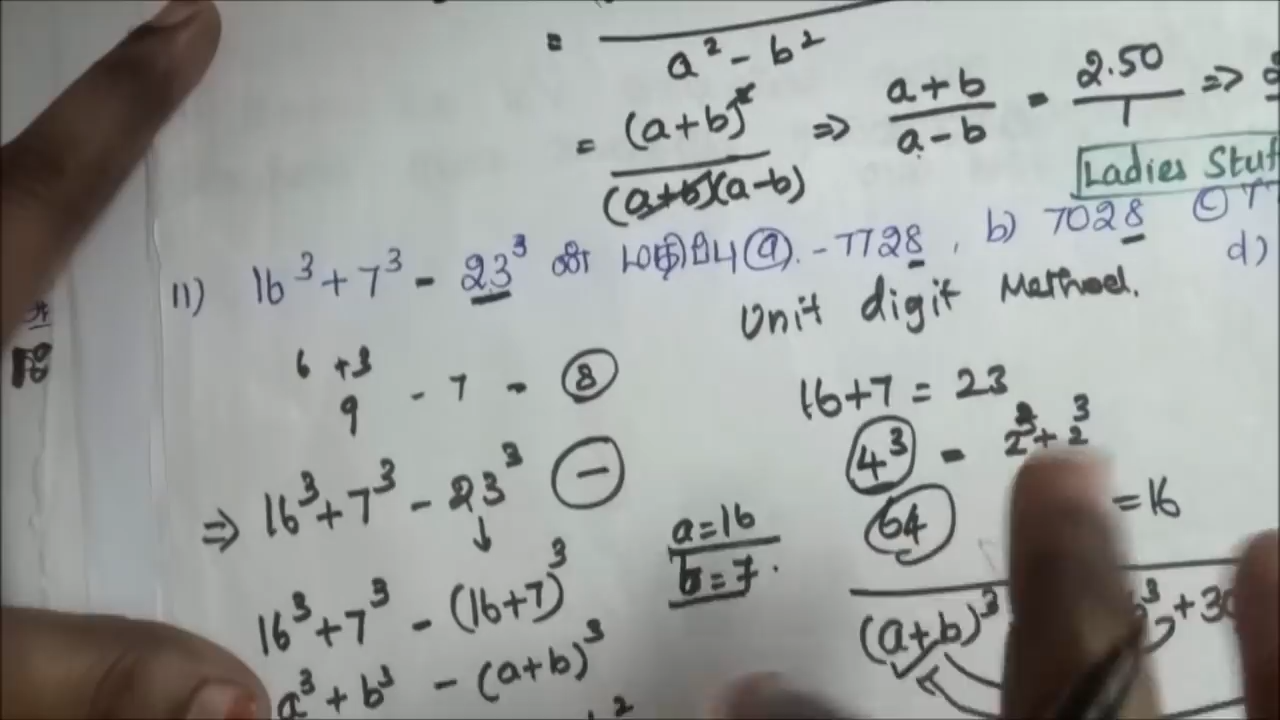 =
a² - b²
= (a+b)²
(a+b)(a-b)
⇒ a+b / a-b = 2.50 / 1 ⇒
Ladies Stuf
11) 16³ + 7³ - 23³ ன் மதிப்பு ⓐ. -7728 , b) 7028 ⓒ
d)
Unit digit Method.
6 +3
9 - 7 = 8
16+7 = 23
4³ = 2³ + 2³
64
= 16
⇒ 16³ + 7³ - 23³ −
a=16
b=7.
16³ + 7³ - (16+7)³
(a+b)³
a³ + b³ - (a+b)³